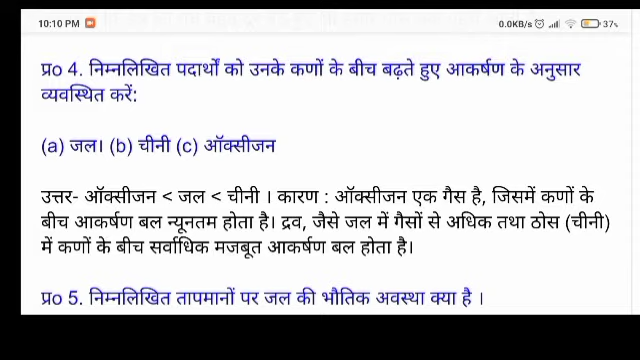 10:10 PM 0.0KB/s 37%
प्र० 4. निम्नलिखित पदार्थों को उनके कणों के बीच बढ़ते हुए आकर्षण के अनुसार
व्यवस्थित करें:
(a) जल। (b) चीनी (c) ऑक्सीजन
उत्तर- ऑक्सीजन < जल < चीनी । कारण : ऑक्सीजन एक गैस है, जिसमें कणों के
बीच आकर्षण बल न्यूनतम होता है। द्रव, जैसे जल में गैसों से अधिक तथा ठोस (चीनी)
में कणों के बीच सर्वाधिक मजबूत आकर्षण बल होता है।
प्र० 5. निम्नलिखित तापमानों पर जल की भौतिक अवस्था क्या है ।